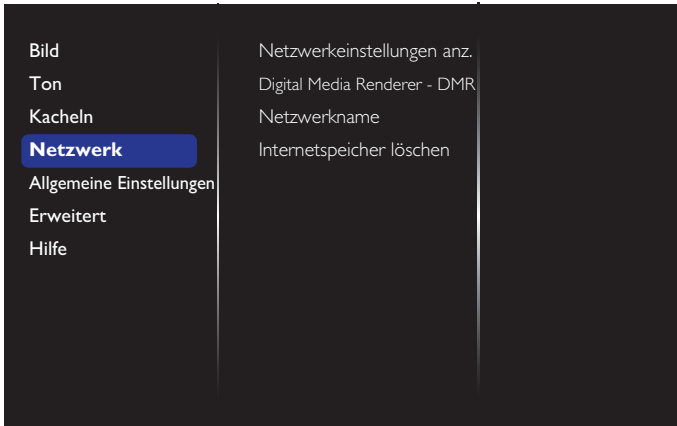 Bild
Ton
Kacheln
Netzwerk
Allgemeine Einstellungen
Erweitert
Hilfe
Netzwerkeinstellungen anz.
Digital Media Renderer - DMR
Netzwerkname
Internetspeicher löschen